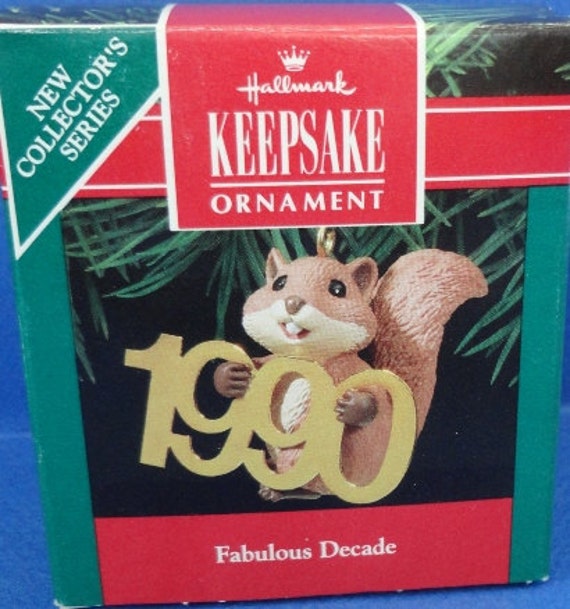 NEW
COLLECTOR'S
SERIES
Hallmark
KEEPSAKE
ORNAMENT
1990
Fabulous Decade